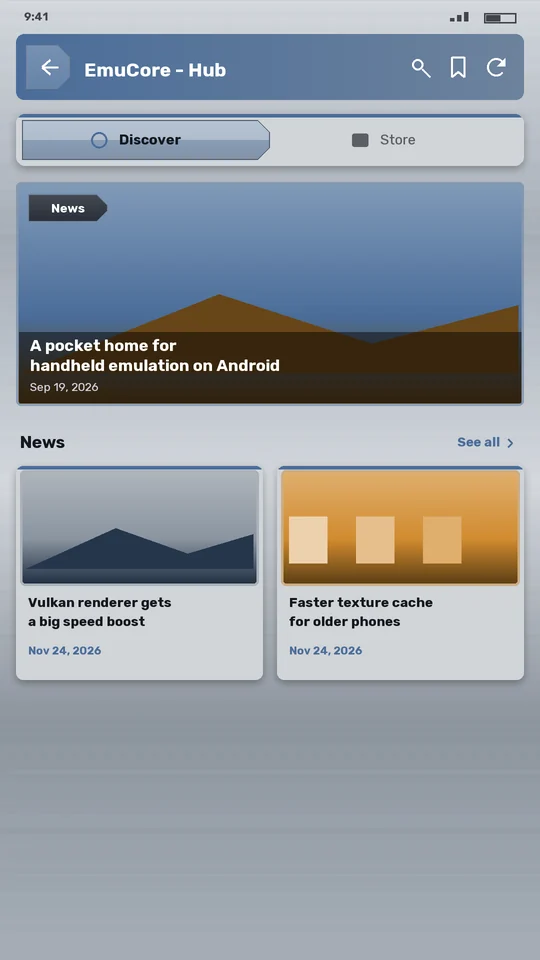 9:41
EmuCore - Hub
Discover
Store
News
A pocket home for
handheld emulation on Android
Sep 19, 2026
News
See all
Vulkan renderer gets
a big speed boost
Nov 24, 2026
Faster texture cache
for older phones
Nov 24, 2026